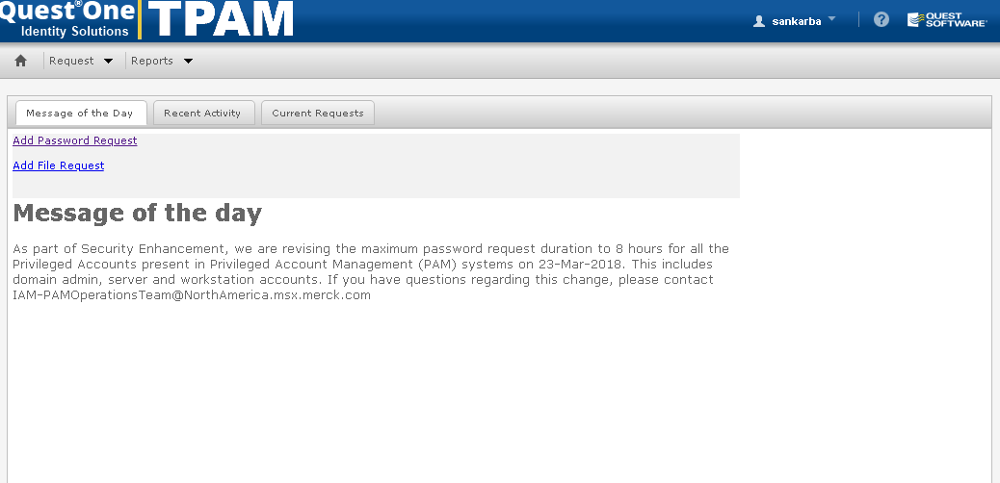 Quest®One
Identity Solutions
TPAM
sankarba
?
QUEST
SOFTWARE
Request
Reports
Message of the Day
Recent Activity
Current Requests
Add Password Request
Add File Request
Message of the day
As part of Security Enhancement, we are revising the maximum password request duration to 8 hours for all the
Privileged Accounts present in Privileged Account Management (PAM) systems on 23-Mar-2018. This includes
domain admin, server and workstation accounts. If you have questions regarding this change, please contact
IAM-PAMOperationsTeam@NorthAmerica.msx.merck.com